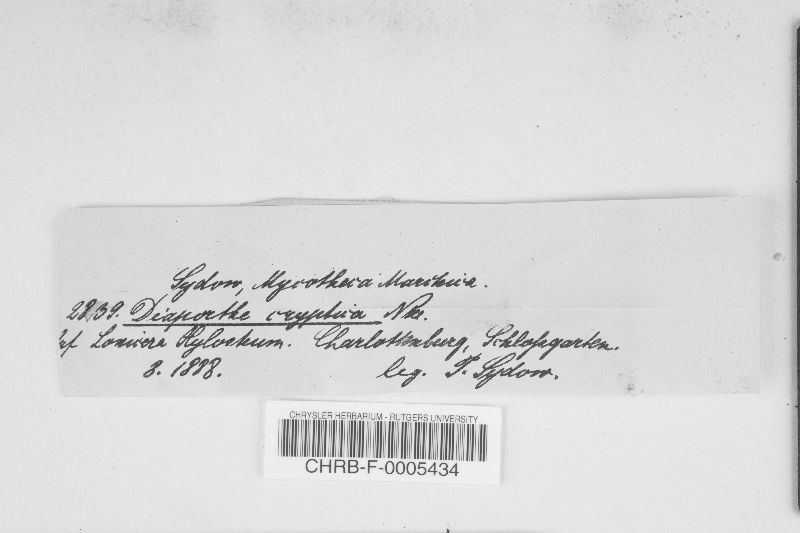 Sydow, Mycotheca Marchica.
2839. Diaporthe cryptica Nke.
Auf Lonicera Xylosteum. Charlottenburg, Schloßgarten.
3. 1888. leg. P. Sydow.
CHRYSLER HERBARIUM - RUTGERS UNIVERSITY
CHRB-F-0005434